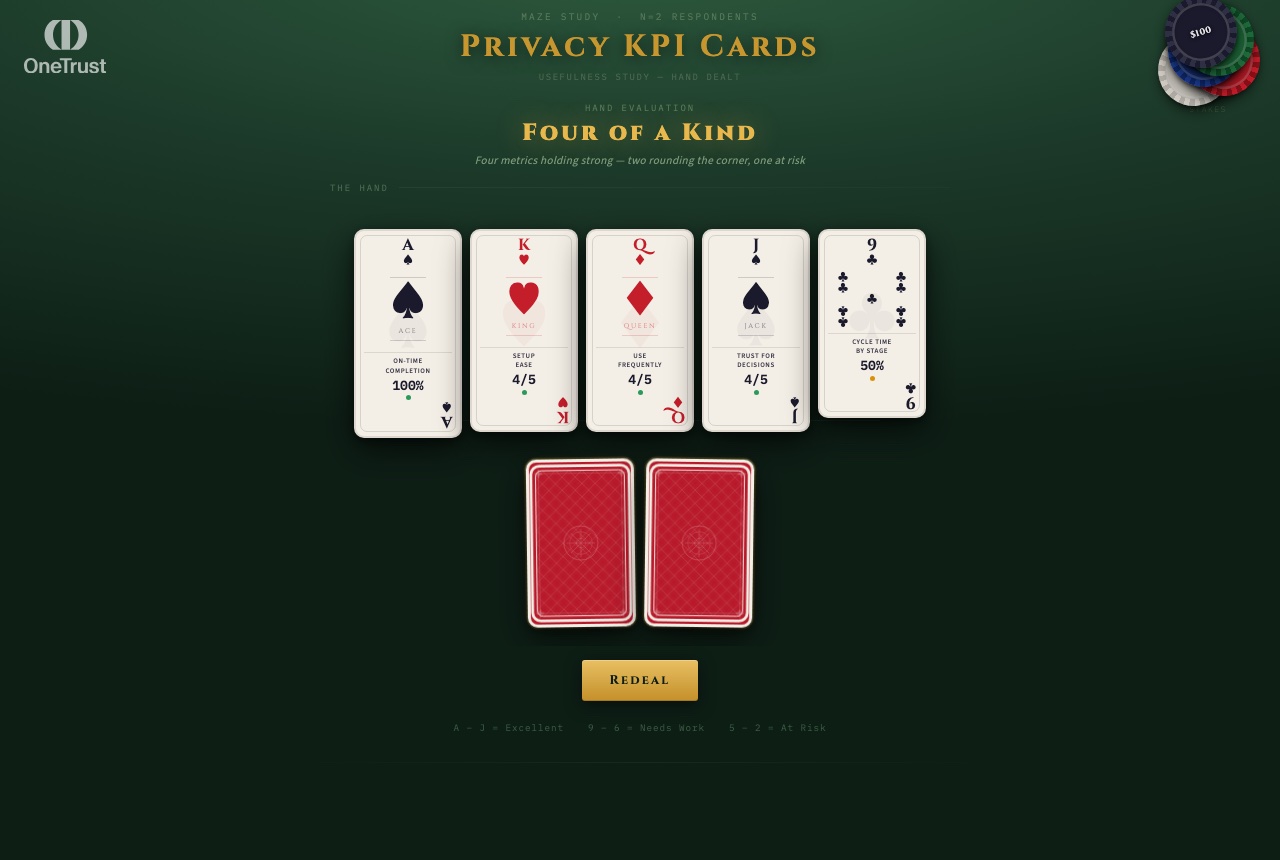 MAZE STUDY · N=2 RESPONDENTS
PRIVACY KPI CARDS
USEFULNESS STUDY — HAND DEALT
OneTrust
$100
HAND EVALUATION
FOUR OF A KIND
Four metrics holding strong — two rounding the corner, one at risk
THE HAND
A
ACE
ON-TIME
COMPLETION
100%
A
K
KING
SETUP
EASE
4/5
K
Q
QUEEN
USE
FREQUENTLY
4/5
Q
J
JACK
TRUST FOR
DECISIONS
4/5
J
9
CYCLE TIME
BY STAGE
50%
9
REDEAL
A – J = Excellent
9 – 6 = Needs Work
5 – 2 = At Risk